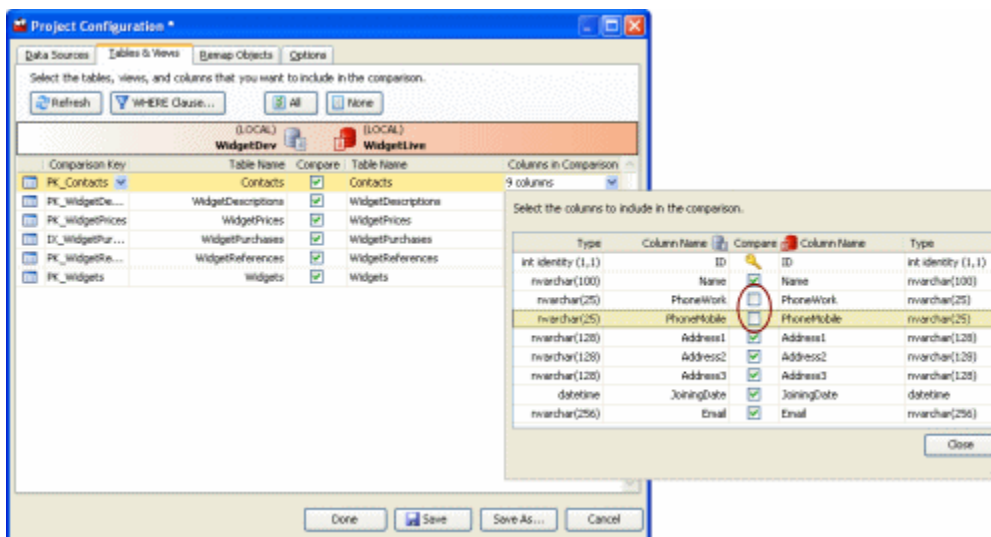 Project Configuration *
Data Sources Tables & Views Remap Objects Options
Select the tables, views, and columns that you want to include in the comparison.
Refresh WHERE Clause... All None
(LOCAL) WidgetDev (LOCAL) WidgetLive
Comparison Key Table Name Compare Table Name Columns in Comparison
PK_Contacts Contacts Contacts 9 columns
PK_WidgetDe... WidgetDescriptions WidgetDescriptions
PK_WidgetPrices WidgetPrices WidgetPrices
IX_WidgetPur... WidgetPurchases WidgetPurchases
PK_WidgetRe... WidgetReferences WidgetReferences
PK_Widgets Widgets Widgets
Select the columns to include in the comparison.
Type Column Name Compare Column Name Type
int identity (1,1) ID ID int identity (1,1)
nvarchar(100) Name Name nvarchar(100)
nvarchar(25) PhoneWork PhoneWork nvarchar(25)
nvarchar(25) PhoneMobile PhoneMobile nvarchar(25)
nvarchar(128) Address1 Address1 nvarchar(128)
nvarchar(128) Address2 Address2 nvarchar(128)
nvarchar(128) Address3 Address3 nvarchar(128)
datetime JoiningDate JoiningDate datetime
nvarchar(256) Email Email nvarchar(256)
Close
Done Save Save As... Cancel